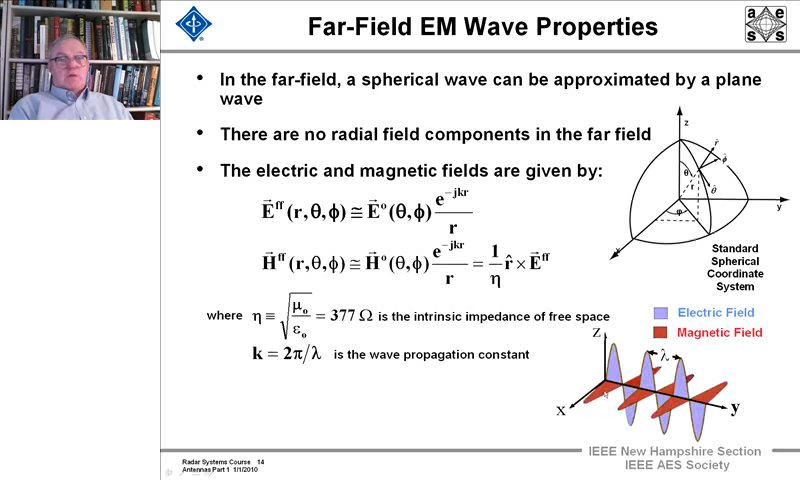 Far-Field EM Wave Properties
a e
s s
• In the far-field, a spherical wave can be approximated by a plane
wave
• There are no radial field components in the far field
• The electric and magnetic fields are given by:
E⃗ᶠᶠ (r, θ, ϕ) ≅ E⃗ᵒ (θ, ϕ) e^(−jkr) / r
H⃗ᶠᶠ (r, θ, ϕ) ≅ H⃗ᵒ (θ, ϕ) e^(−jkr) / r = 1/η r̂ × E⃗ᶠᶠ
where η ≡ √(μₒ/εₒ) = 377 Ω is the intrinsic impedance of free space
k = 2π/λ is the wave propagation constant
z
r̂
ϕ̂
θ
r
θ̂
φ
y
x
Standard
Spherical
Coordinate
System
Electric Field
Magnetic Field
Z
λ
X
y
Radar Systems Course 14
Antennas Part 1 1/1/2010
IEEE New Hampshire Section
IEEE AES Society